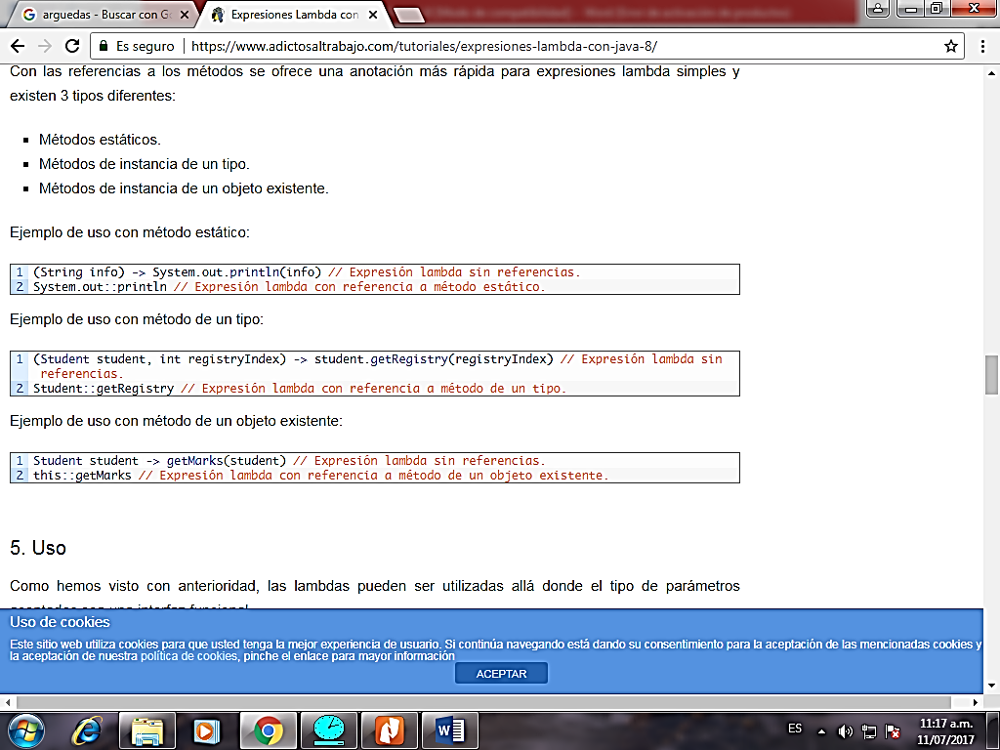 arguedas - Buscar con Go
Expresiones Lambda con
Es seguro
https://www.adictosaltrabajo.com/tutoriales/expresiones-lambda-con-java-8/
Con las referencias a los métodos se ofrece una anotación más rápida para expresiones lambda simples y
existen 3 tipos diferentes:
Métodos estáticos.
Métodos de instancia de un tipo.
Métodos de instancia de un objeto existente.
Ejemplo de uso con método estático:
1 (String info) -> System.out.println(info) // Expresión lambda sin referencias.
2 System.out::println // Expresión lambda con referencia a método estático.
Ejemplo de uso con método de un tipo:
1 (Student student, int registryIndex) -> student.getRegistry(registryIndex) // Expresión lambda sin
referencias.
2 Student::getRegistry // Expresión lambda con referencia a método de un tipo.
Ejemplo de uso con método de un objeto existente:
1 Student student -> getMarks(student) // Expresión lambda sin referencias.
2 this::getMarks // Expresión lambda con referencia a método de un objeto existente.
5. Uso
Como hemos visto con anterioridad, las lambdas pueden ser utilizadas allá donde el tipo de parámetros
Uso de cookies
Este sitio web utiliza cookies para que usted tenga la mejor experiencia de usuario. Si continúa navegando está dando su consentimiento para la aceptación de las mencionadas cookies y
la aceptación de nuestra política de cookies, pinche el enlace para mayor información
ACEPTAR
ES
11:17 a.m.
11/07/2017